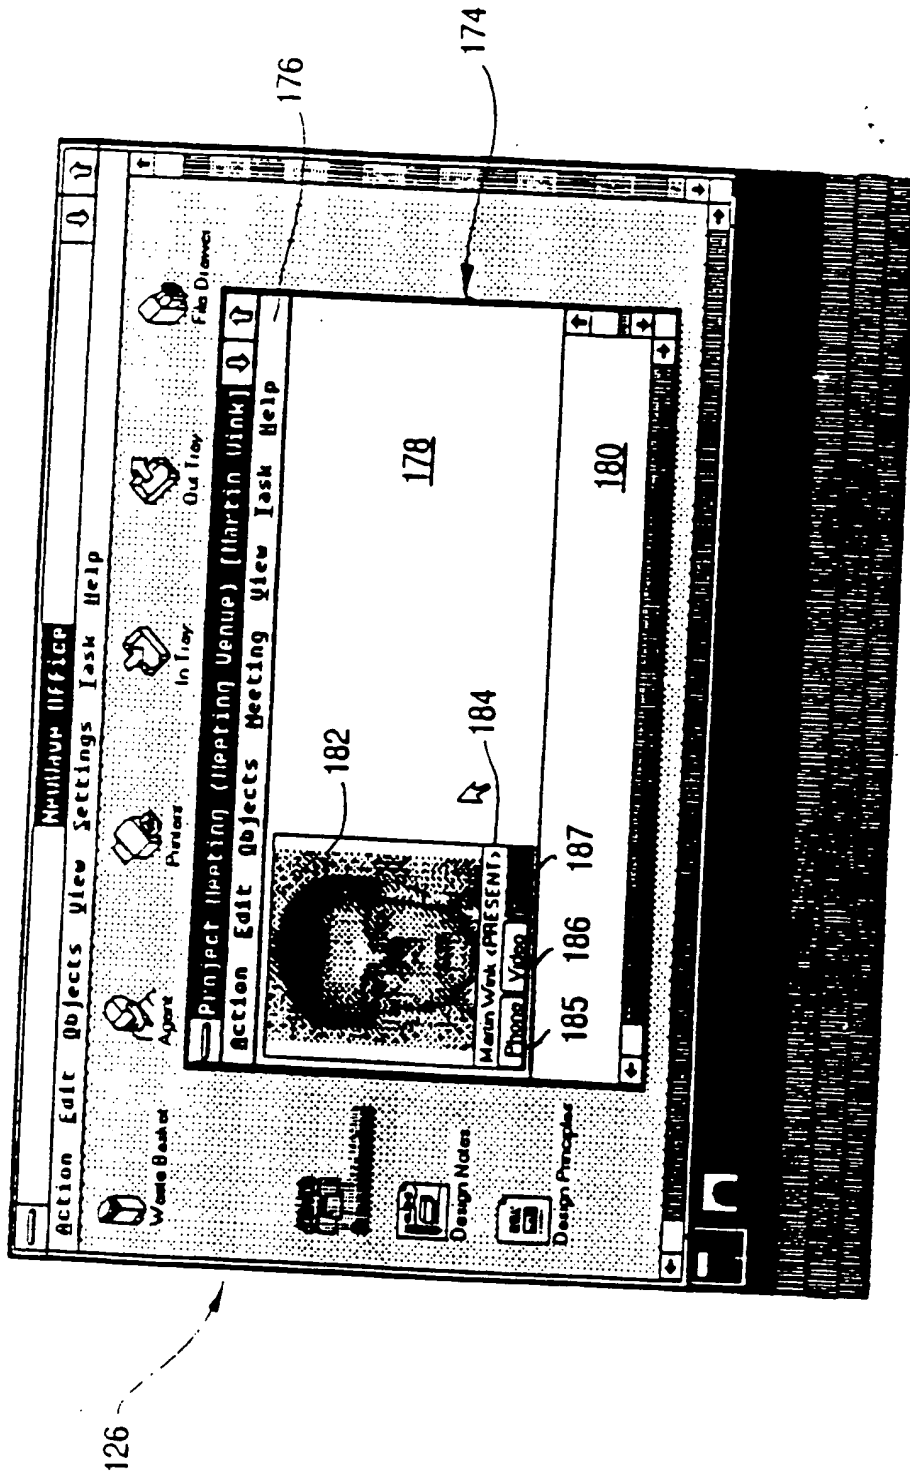 NewWave Office
Action Edit Objects View Settings Task Help
Waste Basket
Agent
Printers
In Tray
Out Tray
File Drawer
Design Notes
Design Principles
Project Meeting (Meeting Venue) [Martin Wink]
Action Edit Objects Meeting View Task Help
Martin Wink <PRESENT>
Phone Video
126
174
176
178
180
182
184
185
186
187